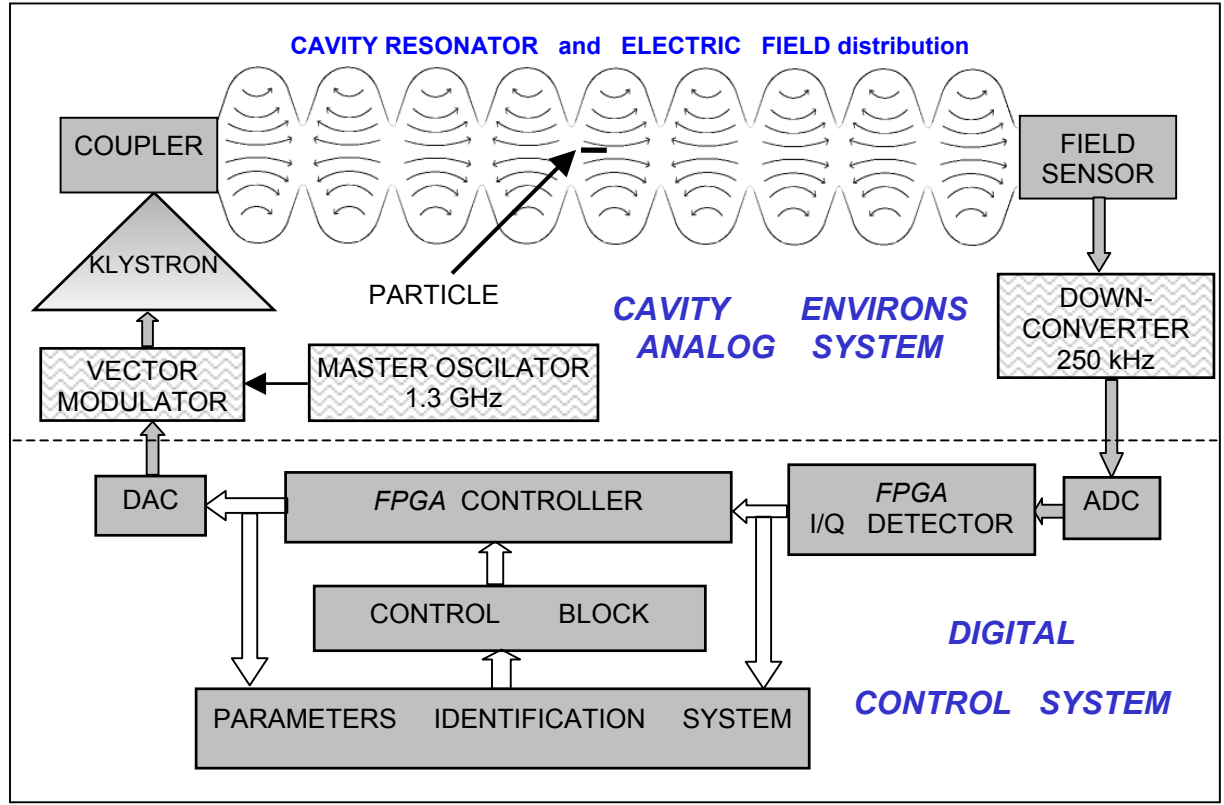 CAVITY RESONATOR and ELECTRIC FIELD distribution
COUPLER
FIELD
SENSOR
KLYSTRON
PARTICLE
CAVITY ENVIRONS
ANALOG SYSTEM
DOWN-
CONVERTER
250 kHz
VECTOR
MODULATOR
MASTER OSCILATOR
1.3 GHz
DAC
FPGA CONTROLLER
FPGA
I/Q DETECTOR
ADC
CONTROL BLOCK
DIGITAL
CONTROL SYSTEM
PARAMETERS IDENTIFICATION SYSTEM